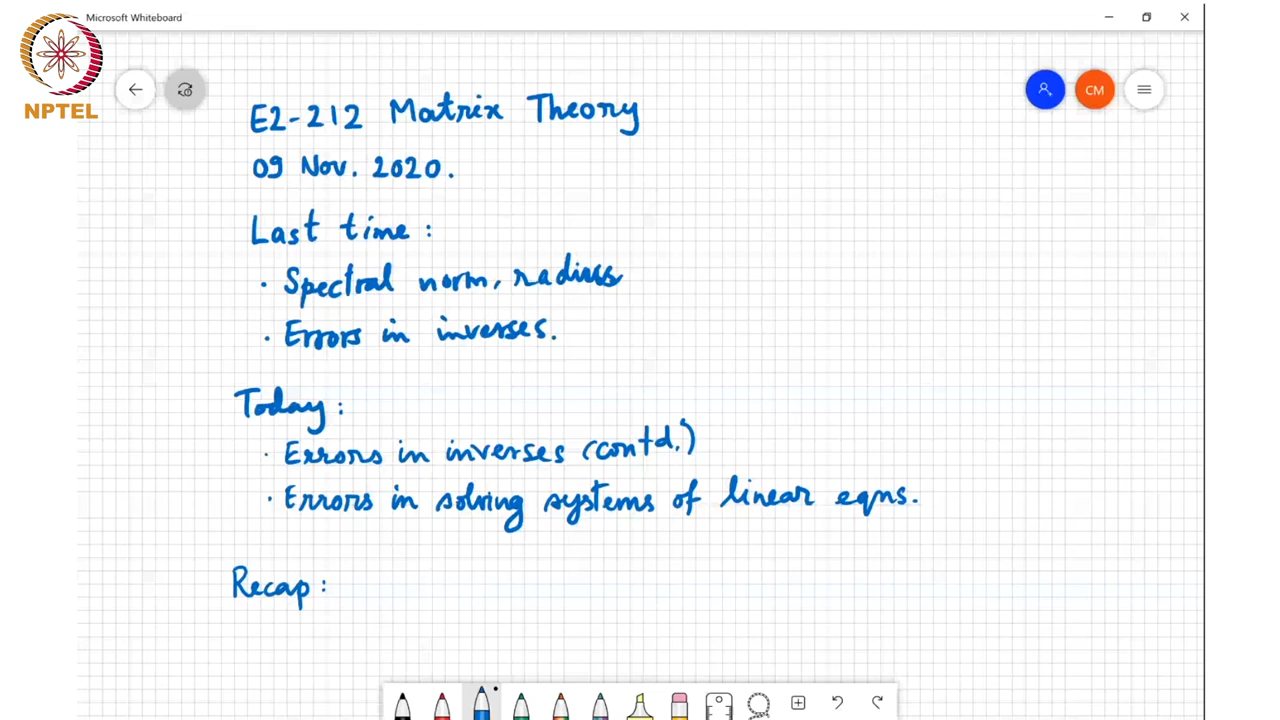 Microsoft Whiteboard
NPTEL
CM
E2-212 Matrix Theory
09 Nov. 2020.
Last time :
· Spectral norm, radius
· Errors in inverses.
Today :
· Errors in inverses (contd.)
· Errors in solving systems of linear eqns.
Recap :